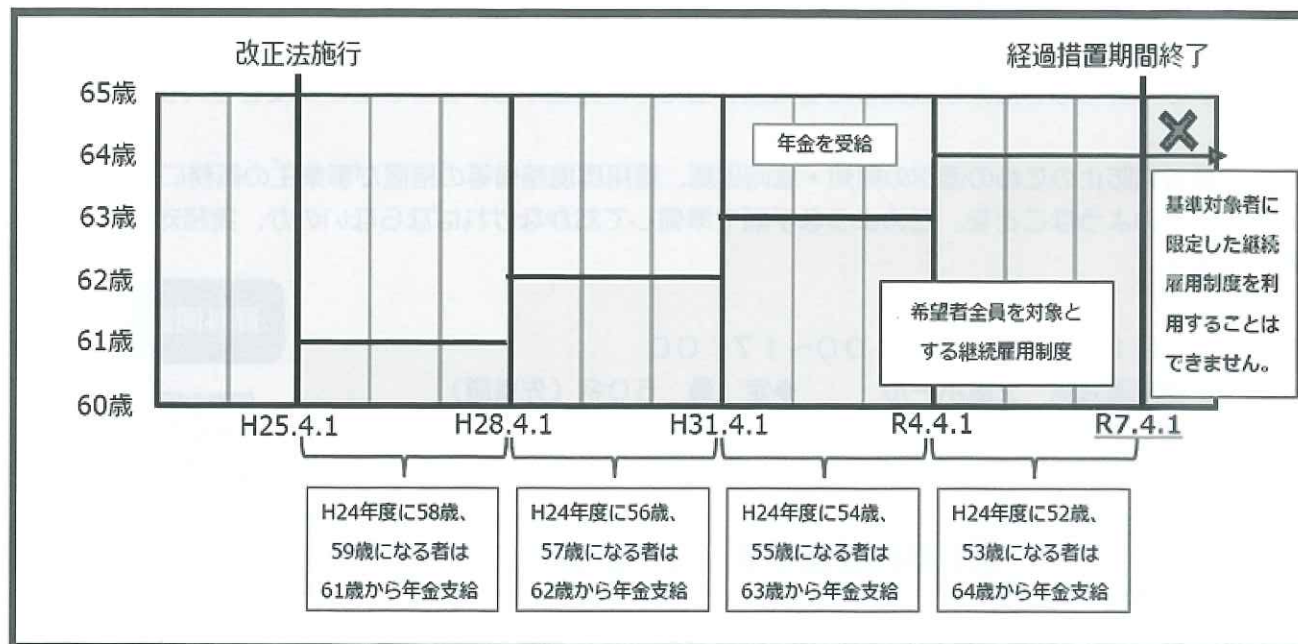 改正法施行
経過措置期間終了
65歳
64歳
63歳
62歳
61歳
60歳
年金を受給
希望者全員を対象と
する継続雇用制度
基準対象者に
限定した継続
雇用制度を利
用することは
できません。
H25.4.1
H28.4.1
H31.4.1
R4.4.1
R7.4.1
H24年度に58歳、
59歳になる者は
61歳から年金支給
H24年度に56歳、
57歳になる者は
62歳から年金支給
H24年度に54歳、
55歳になる者は
63歳から年金支給
H24年度に52歳、
53歳になる者は
64歳から年金支給